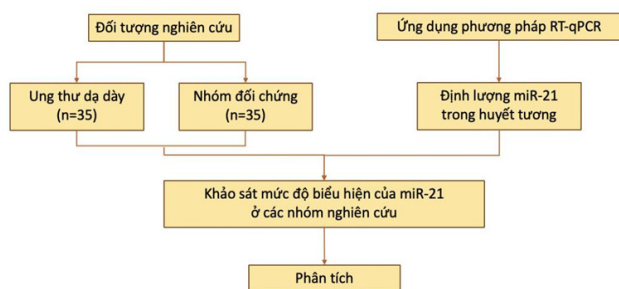 Đối tượng nghiên cứu
Ứng dụng phương pháp RT-qPCR
Ung thư dạ dày
(n=35)
Nhóm đối chứng
(n=35)
Định lượng miR-21
trong huyết tương
Khảo sát mức độ biểu hiện của miR-21
ở các nhóm nghiên cứu
Phân tích